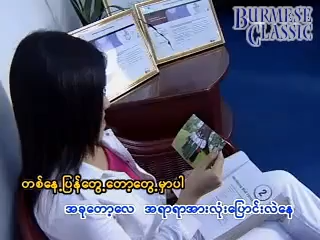 BURMESE
CLASSIC
တစ်နေ့ပြန်တွေ့တော့တွေ့မှာပါ
အခုတော့လေ အရာရာအားလုံးပြောင်းလဲနေ
2